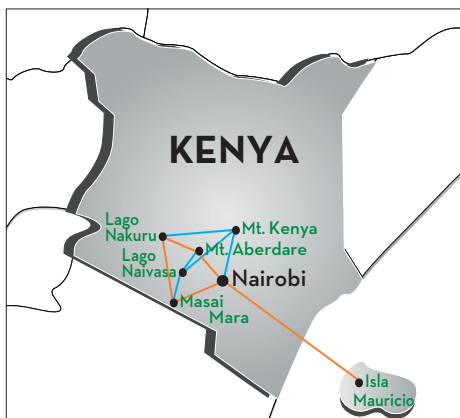 KENYA
Lago
Nakuru
Mt. Kenya
Mt. Aberdare
Lago
Naivasa
Nairobi
Masai
Mara
Isla
Mauricio